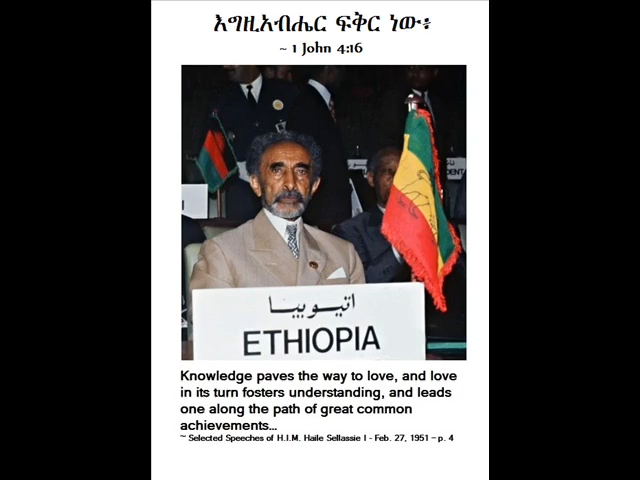 እግዚአብሔር ፍቅር ነው፥
~ 1 John 4:16
DENT
اتيوبيا
ETHIOPIA
Knowledge paves the way to love, and love
in its turn fosters understanding, and leads
one along the path of great common
achievements...
~ Selected Speeches of H.I.M. Haile Sellassie I - Feb. 27, 1951 – p. 4